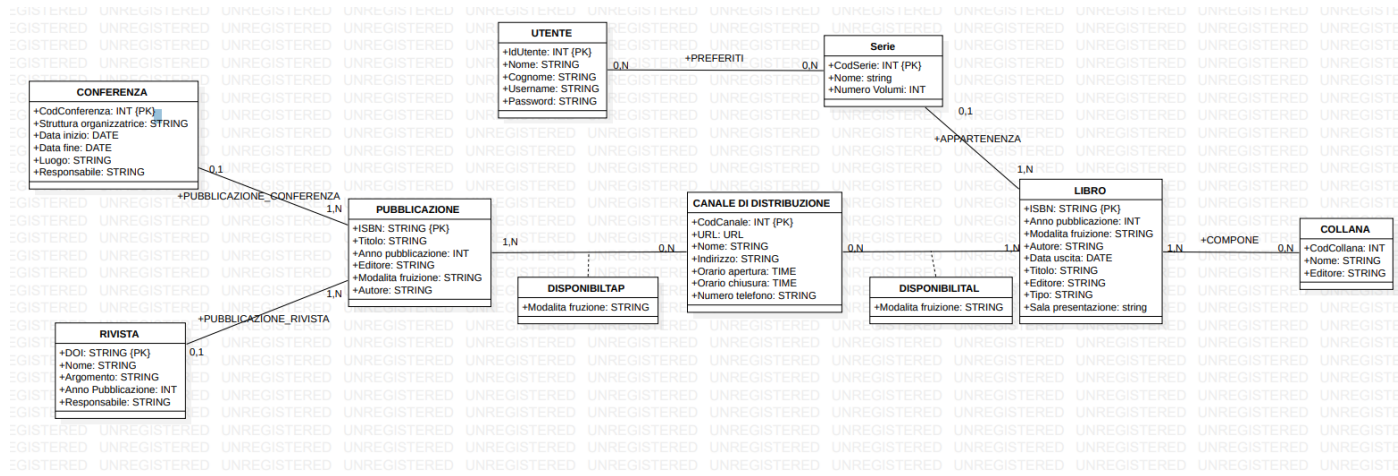 UTENTE
+IdUtente: INT {PK}
+Nome: STRING
+Cognome: STRING
+Username: STRING
+Password: STRING
0,N
+PREFERITI
0,N
Serie
+CodSerie: INT {PK}
+Nome: string
+Numero Volumi: INT
0,1
+APPARTENENZA
1,N
CONFERENZA
+CodConferenza: INT {PK}
+Struttura organizzatrice: STRING
+Data inizio: DATE
+Data fine: DATE
+Luogo: STRING
+Responsabile: STRING
0,1
+PUBBLICAZIONE_CONFERENZA
1,N
PUBBLICAZIONE
+ISBN: STRING {PK}
+Titolo: STRING
+Anno pubblicazione: INT
+Editore: STRING
+Modalita fruizione: STRING
+Autore: STRING
1,N
0,N
DISPONIBILTAP
+Modalita fruzione: STRING
CANALE DI DISTRIBUZIONE
+CodCanale: INT {PK}
+URL: URL
+Nome: STRING
+Indirizzo: STRING
+Orario apertura: TIME
+Orario chiusura: TIME
+Numero telefono: STRING
0,N
1,N
DISPONIBILITAL
+Modalita fruzione: STRING
LIBRO
+ISBN: STRING {PK}
+Anno pubblicazione: INT
+Modalita fruizione: STRING
+Autore: STRING
+Data uscita: DATE
+Titolo: STRING
+Editore: STRING
+Tipo: STRING
+Sala presentazione: string
1,N
+COMPONE
0,N
COLLANA
+CodCollana: INT
+Nome: STRING
+Editore: STRING
1,N
+PUBBLICAZIONE_RIVISTA
0,1
RIVISTA
+DOI: STRING {PK}
+Nome: STRING
+Argomento: STRING
+Anno Pubblicazione: INT
+Responsabile: STRING
UNREGISTERED